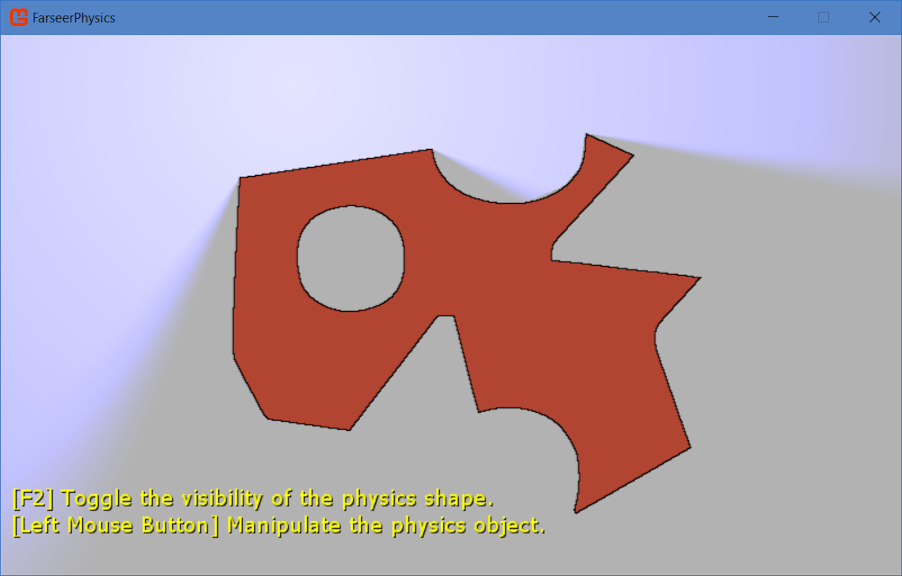 FarseerPhysics
[F2] Toggle the visibility of the physics shape.
[Left Mouse Button] Manipulate the physics object.